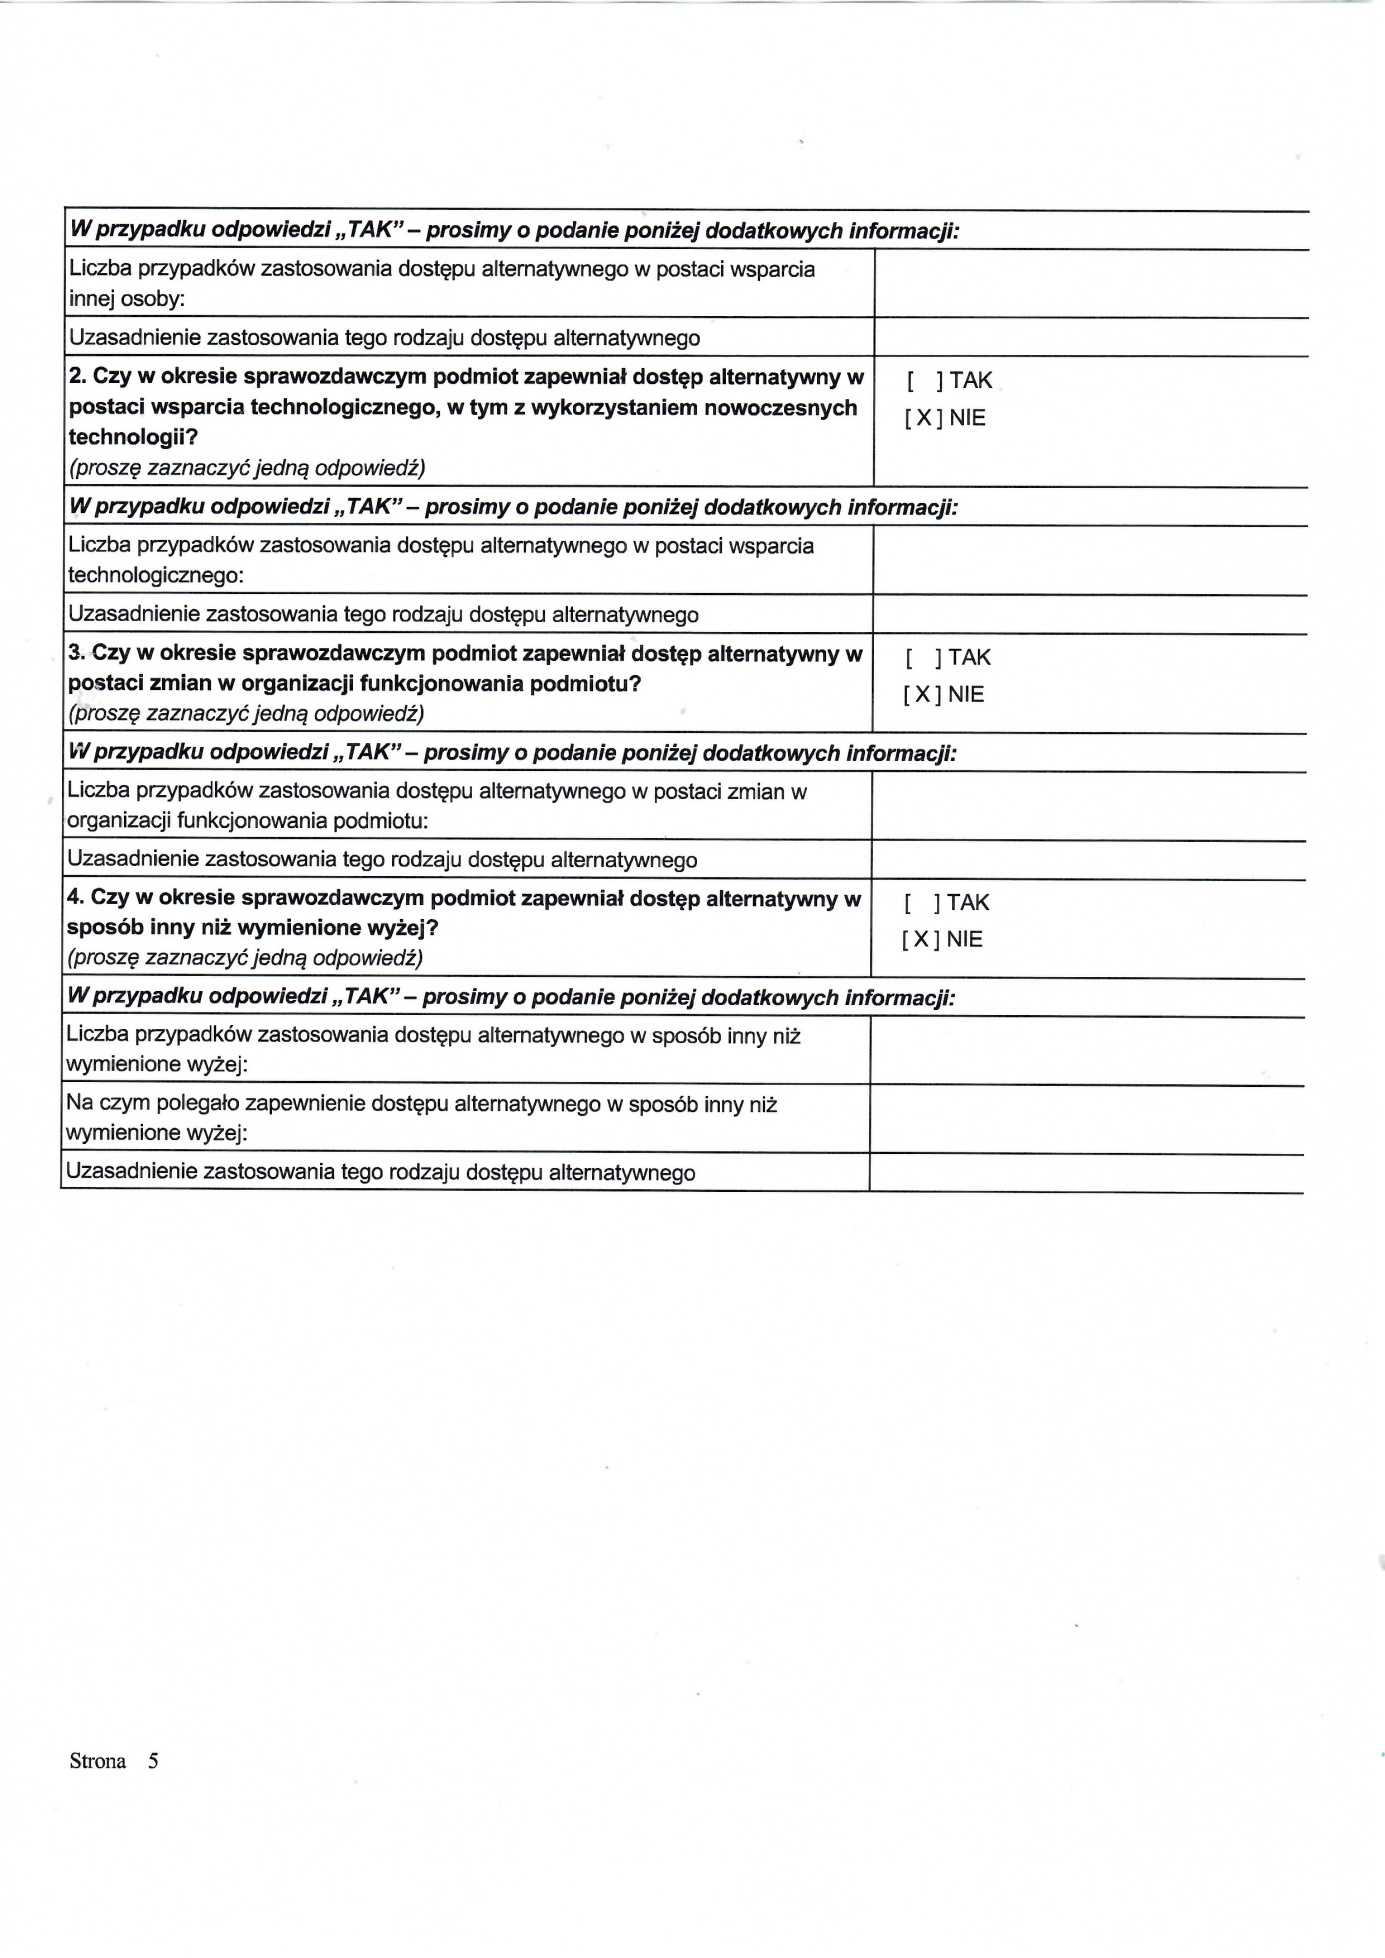 W przypadku odpowiedzi „TAK” – prosimy o podanie poniżej dodatkowych informacji:
Liczba przypadków zastosowania dostępu alternatywnego w postaci wsparcia
innej osoby:
Uzasadnienie zastosowania tego rodzaju dostępu alternatywnego
2. Czy w okresie sprawozdawczym podmiot zapewniał dostęp alternatywny w
postaci wsparcia technologicznego, w tym z wykorzystaniem nowoczesnych
technologii?
(proszę zaznaczyć jedną odpowiedź)
[ ] TAK
[ X ] NIE
W przypadku odpowiedzi „TAK” – prosimy o podanie poniżej dodatkowych informacji:
Liczba przypadków zastosowania dostępu alternatywnego w postaci wsparcia
technologicznego:
Uzasadnienie zastosowania tego rodzaju dostępu alternatywnego
3. Czy w okresie sprawozdawczym podmiot zapewniał dostęp alternatywny w
postaci zmian w organizacji funkcjonowania podmiotu?
(proszę zaznaczyć jedną odpowiedź)
[ ] TAK
[ X ] NIE
W przypadku odpowiedzi „TAK” – prosimy o podanie poniżej dodatkowych informacji:
Liczba przypadków zastosowania dostępu alternatywnego w postaci zmian w
organizacji funkcjonowania podmiotu:
Uzasadnienie zastosowania tego rodzaju dostępu alternatywnego
4. Czy w okresie sprawozdawczym podmiot zapewniał dostęp alternatywny w
sposób inny niż wymienione wyżej?
(proszę zaznaczyć jedną odpowiedź)
[ ] TAK
[ X ] NIE
W przypadku odpowiedzi „TAK” – prosimy o podanie poniżej dodatkowych informacji:
Liczba przypadków zastosowania dostępu alternatywnego w sposób inny niż
wymienione wyżej:
Na czym polegało zapewnienie dostępu alternatywnego w sposób inny niż
wymienione wyżej:
Uzasadnienie zastosowania tego rodzaju dostępu alternatywnego
Strona 5